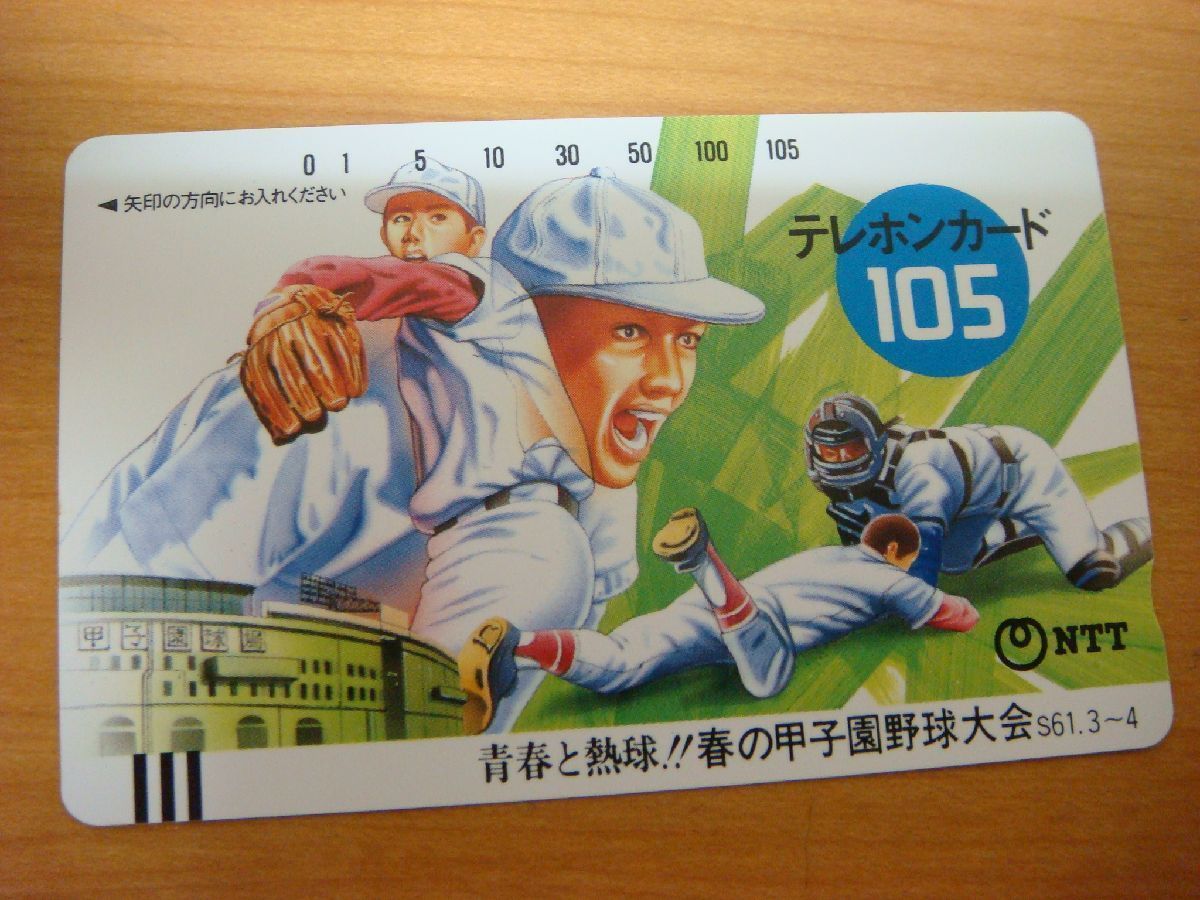 0 1 5 10 30 50 100 105
◀ 矢印の方向にお入れください
テレホンカード
105
甲子園球場
NTT
青春と熱球!! 春の甲子園野球大会 S61.3~4